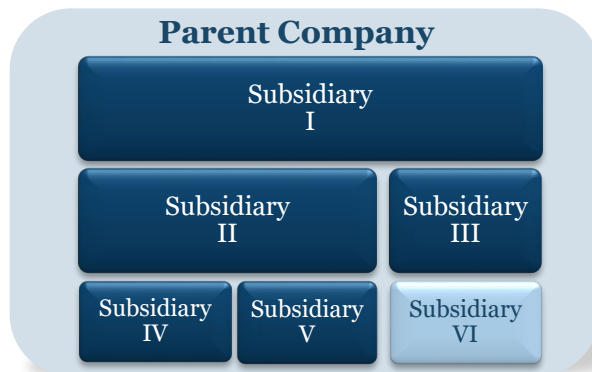 Parent Company
Subsidiary
I
Subsidiary
II
Subsidiary
III
Subsidiary
IV
Subsidiary
V
Subsidiary
VI